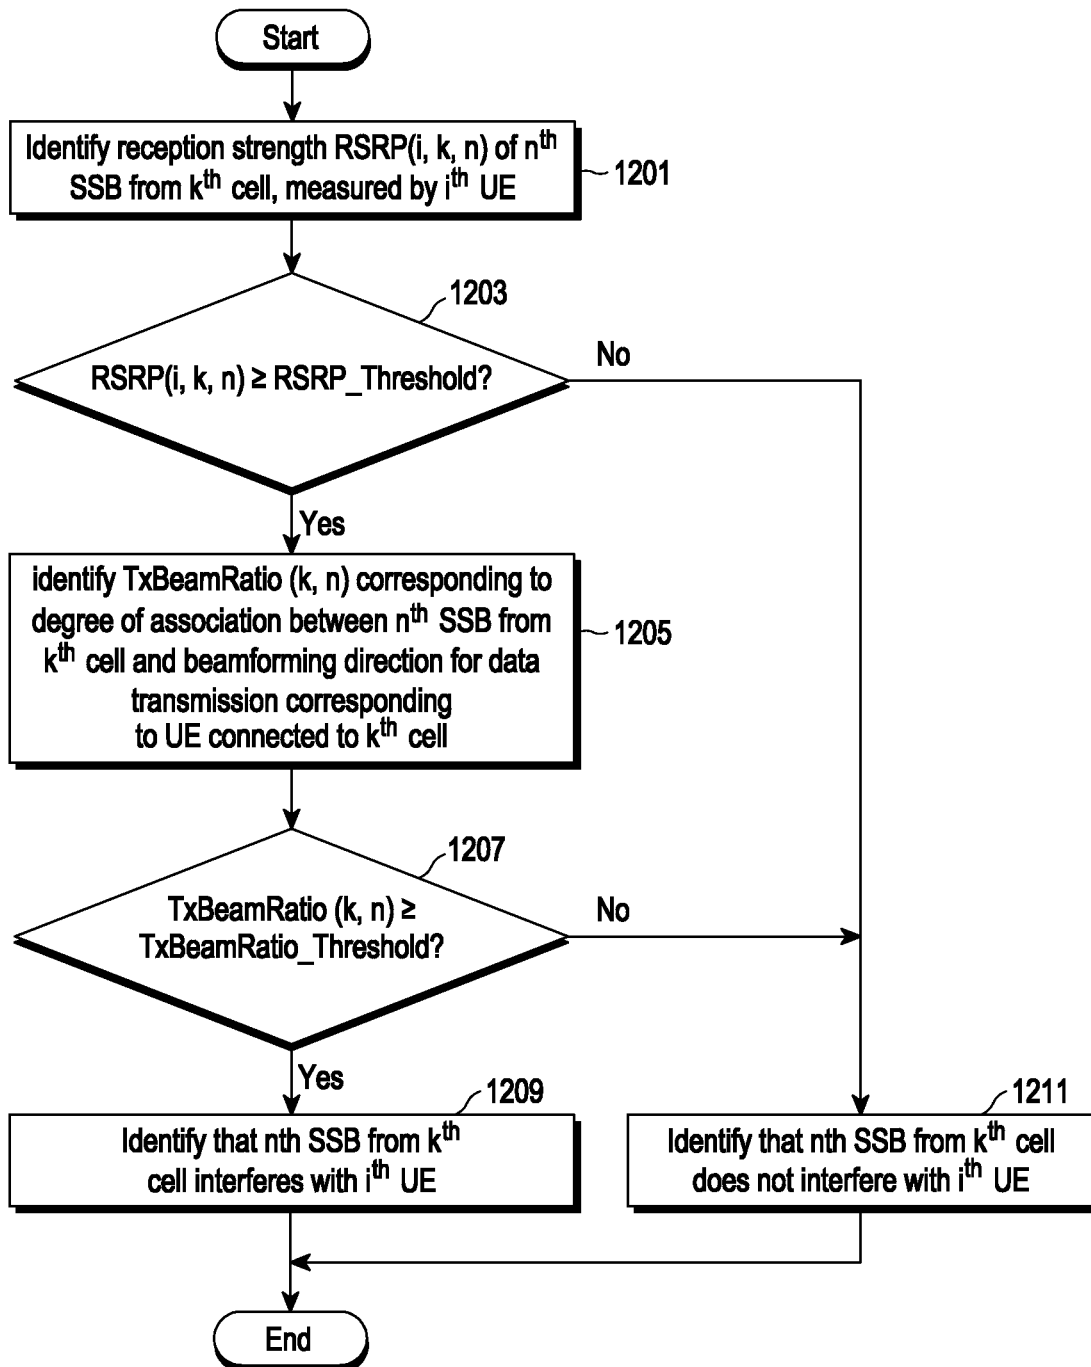 Start
Identify reception strength RSRP(i, k, n) of nth
SSB from kth cell, measured by ith UE
1201
1203
RSRP(i, k, n) ≥ RSRP_Threshold?
No
Yes
identify TxBeamRatio (k, n) corresponding to
degree of association between nth SSB from
kth cell and beamforming direction for data
transmission corresponding
to UE connected to kth cell
1205
1207
TxBeamRatio (k, n) ≥
TxBeamRatio_Threshold?
No
Yes
1209
Identify that nth SSB from kth
cell interferes with ith UE
1211
Identify that nth SSB from kth cell
does not interfere with ith UE
End